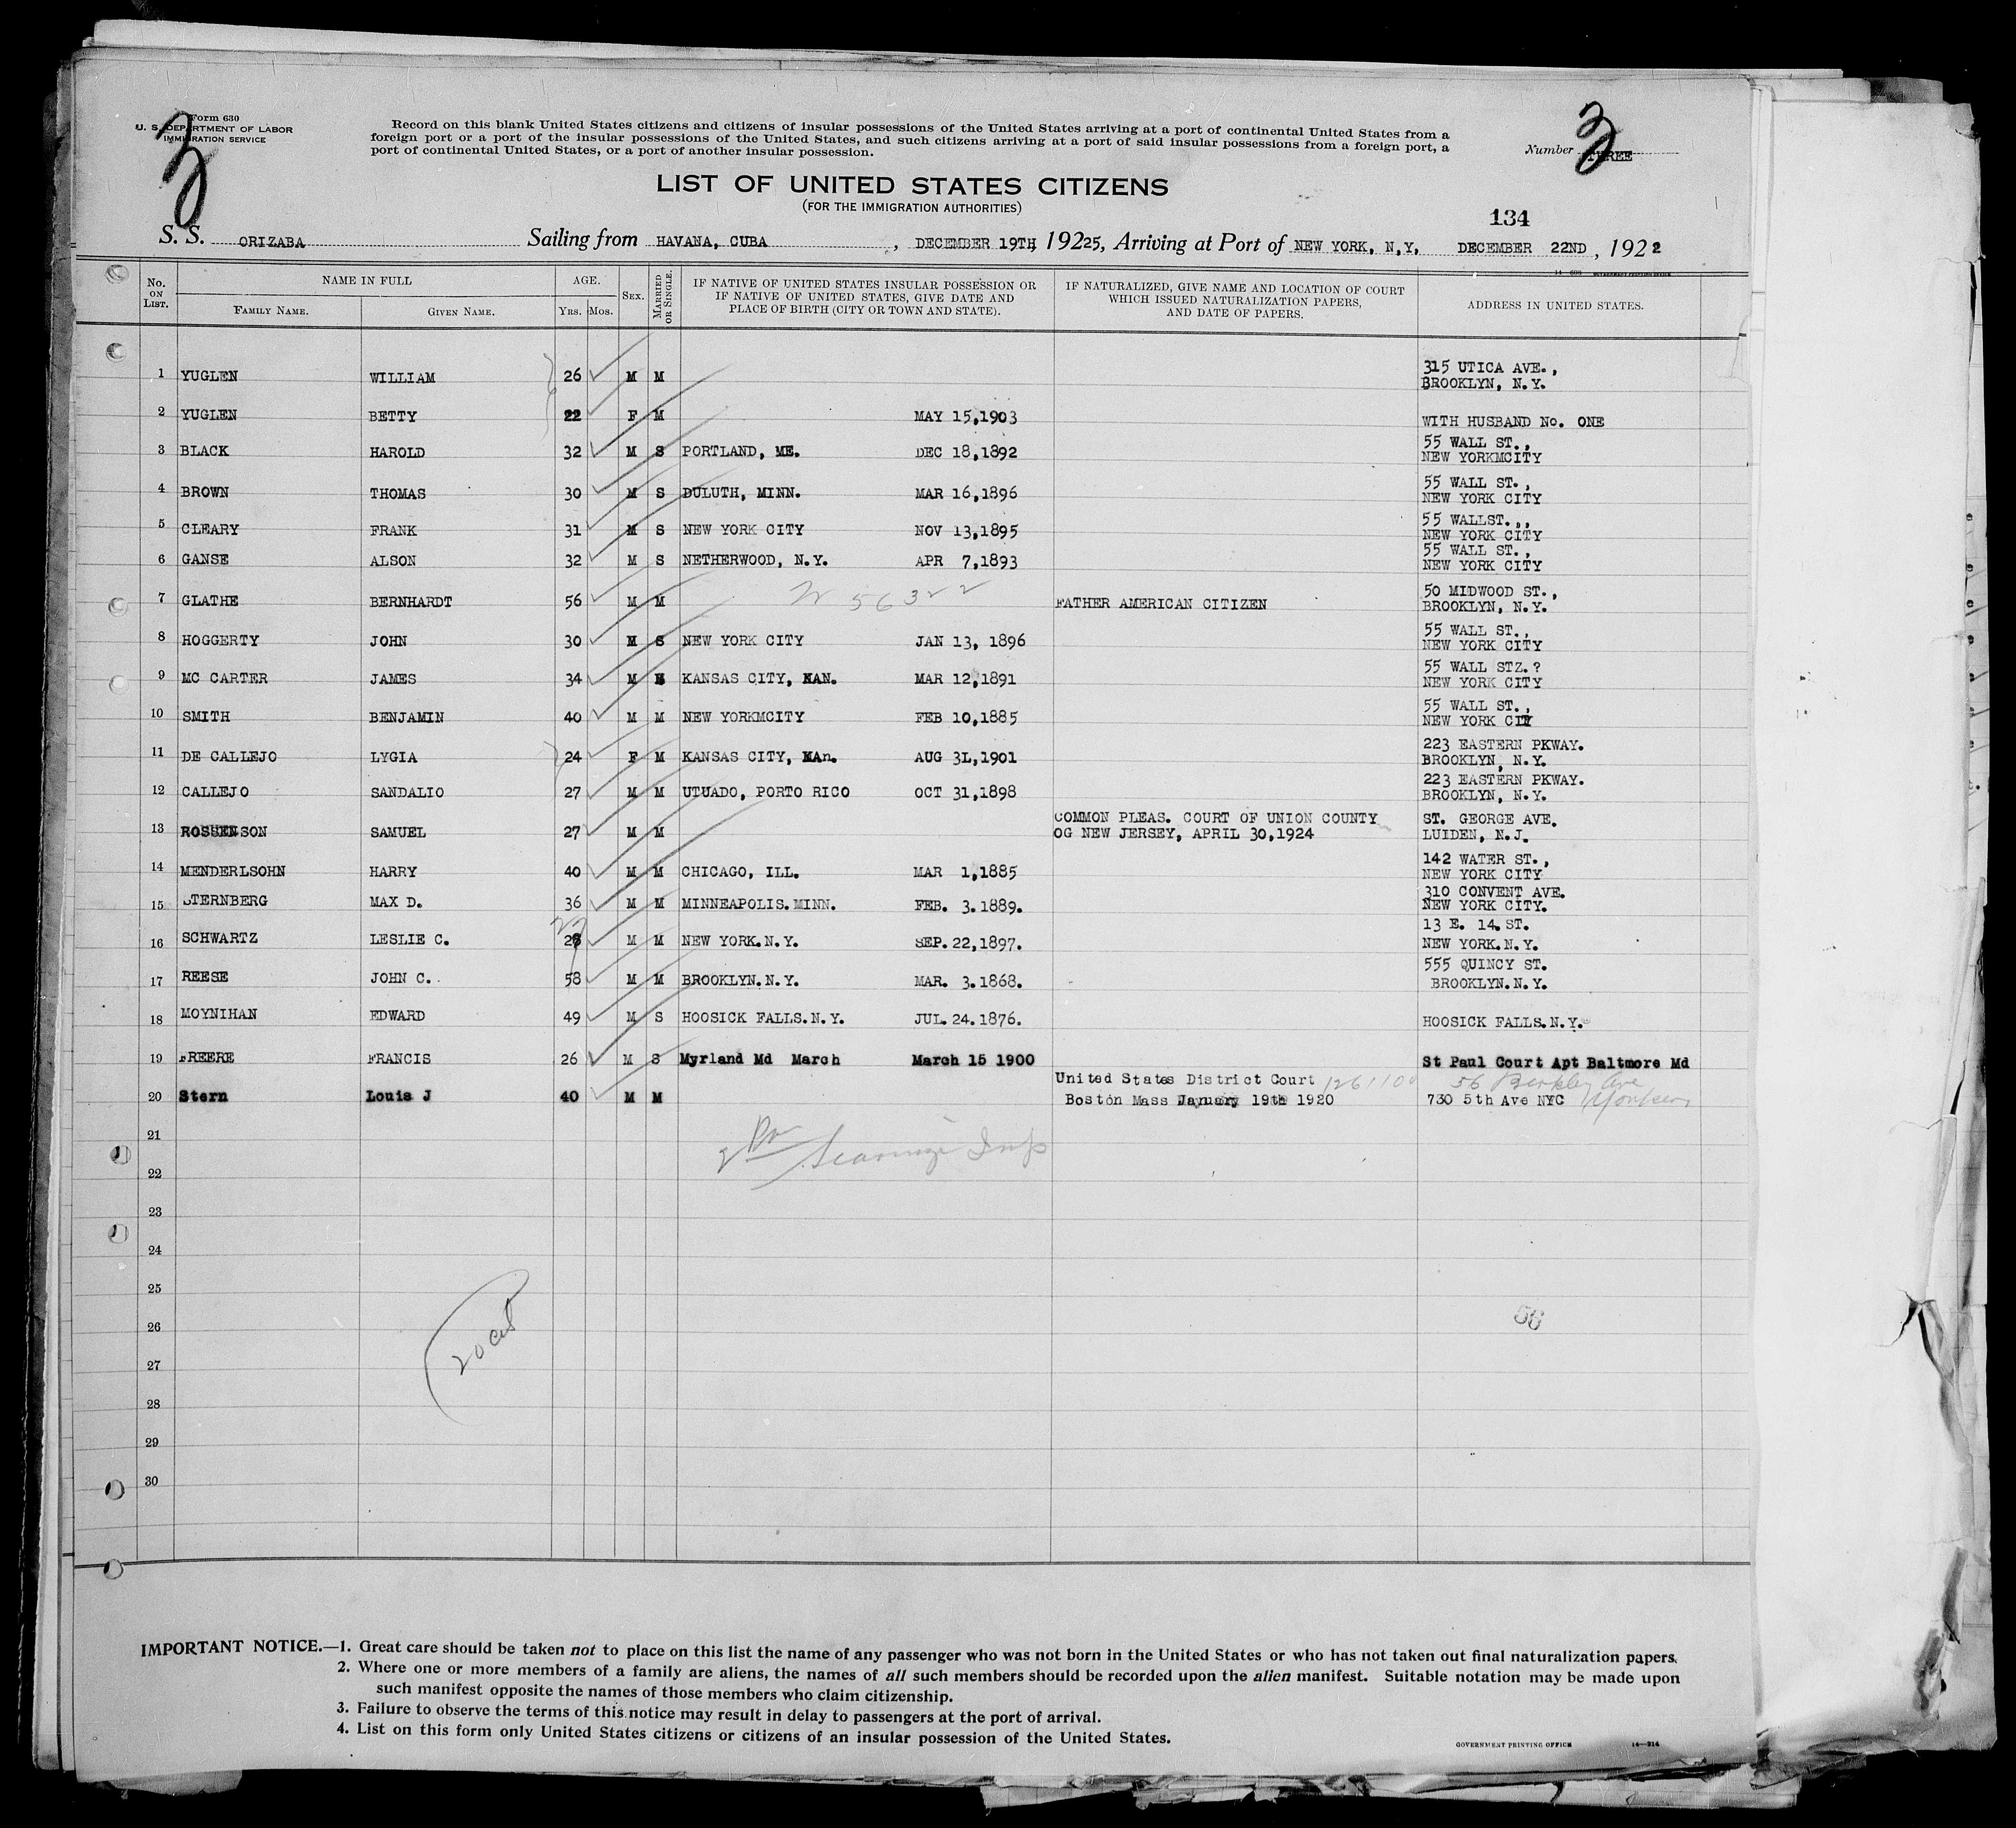 Form 630
U. S. DEPARTMENT OF LABOR
IMMIGRATION SERVICE
3
Record on this blank United States citizens and citizens of insular possessions of the United States arriving at a port of continental United States from a
foreign port or a port of the insular possessions of the United States, and such citizens arriving at a port of said insular possessions from a foreign port, a
port of continental United States, or a port of another insular possession.
Number THREE
3
LIST OF UNITED STATES CITIZENS
(FOR THE IMMIGRATION AUTHORITIES)
134
S. S. ORIZABA Sailing from HAVANA, CUBA , DECEMBER 19TH, 19225, Arriving at Port of NEW YORK, N,Y, DECEMBER 22ND , 1922
No. ON LIST. NAME IN FULL AGE. SEX. MARRIED OR SINGLE. IF NATIVE OF UNITED STATES INSULAR POSSESSION OR IF NATIVE OF UNITED STATES, GIVE DATE AND PLACE OF BIRTH (CITY OR TOWN AND STATE). IF NATURALIZED, GIVE NAME AND LOCATION OF COURT WHICH ISSUED NATURALIZATION PAPERS, AND DATE OF PAPERS. ADDRESS IN UNITED STATES.
FAMILY NAME. GIVEN NAME. YRS. MOS.
1 YUGLEN WILLIAM 26 M M 315 UTICA AVE., BROOKLYN, N.Y.
2 YUGLEN BETTY 22 F M MAY 15,1903 WITH HUSBAND No. ONE
3 BLACK HAROLD 32 M S PORTLAND, ME. DEC 18,1892 55 WALL ST., NEW YORKMCITY
4 BROWN THOMAS 30 M S DULUTH, MINN. MAR 16,1896 55 WALL ST., NEW YORK CITY
5 CLEARY FRANK 31 M S NEW YORK CITY NOV 13,1895 55 WALLST.,, NEW YORK CITY
6 GANSE ALSON 32 M S NETHERWOOD, N.Y. APR 7,1893 55 WALL ST., NEW YORK CITY
7 GLATHE BERNHARDT 56 M M FATHER AMERICAN CITIZEN 50 MIDWOOD ST., BROOKLYN, N.Y.
8 HOGGERTY JOHN 30 M S NEW YORK CITY JAN 13, 1896 55 WALL ST., NEW YORK CITY
9 MC CARTER JAMES 34 M KANSAS CITY, KAN. MAR 12,1891 55 WALL STZ.? NEW YORK CITY
10 SMITH BENJAMIN 40 M M NEW YORKMCITY FEB 10,1885 55 WALL ST., NEW YORK CITY
11 DE CALLEJO LYGIA 24 F M KANSAS CITY, KAn. AUG 3L,1901 223 EASTERN PKWAY. BROOKLYN, N.Y.
12 CALLEJO SANDALIO 27 M M UTUADO, PORTO RICO OCT 31,1898 223 EASTERN PKWAY. BROOKLYN, N.Y.
13 ROSSENSON SAMUEL 27 M M COMMON PLEAS. COURT OF UNION COUNTY OG NEW JERSEY, APRIL 30,1924 ST. GEORGE AVE. LUIDEN, N.J.
14 MENDERLSOHN HARRY 40 M M CHICAGO, ILL. MAR 1,1885 142 WATER ST., NEW YORK CITY
15 STERNBERG MAX D. 36 M M MINNEAPOLIS.MINN. FEB. 3.1889. 310 CONVENT AVE. NEW YORK CITY.
16 SCHWARTZ LESLIE C. 28 M M NEW YORK.N.Y. SEP.22,1897. 13 E. 14.ST. NEW YORK.N.Y.
17 REESE JOHN C. 58 M M BROOKLYN.N.Y. MAR. 3.1868. 555 QUINCY ST. BROOKLYN.N.Y.
18 MOYNIHAN EDWARD 49 M S HOOSICK FALLS.N.Y. JUL.24.1876. HOOSICK FALLS.N.Y.
19 FREERE FRANCIS 26 M S Myrland Md March March 15 1900 St Paul Court Apt Baltmore Md
20 Stern Louis J 40 M M United States District Court Boston Mass January 19th 1920 730 5th Ave NYC
21
22
23
24
25
26
27
28
29
30
20 cit
56
IMPORTANT NOTICE.—1. Great care should be taken not to place on this list the name of any passenger who was not born in the United States or who has not taken out final naturalization papers.
2. Where one or more members of a family are aliens, the names of all such members should be recorded upon the alien manifest. Suitable notation may be made upon
such manifest opposite the names of those members who claim citizenship.
3. Failure to observe the terms of this notice may result in delay to passengers at the port of arrival.
4. List on this form only United States citizens or citizens of an insular possession of the United States.
GOVERNMENT PRINTING OFFICE 14—314